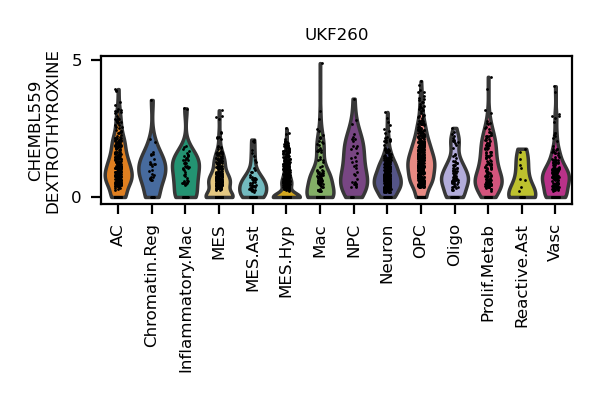 UKF260
CHEMBL559
DEXTROTHYROXINE
5
0
AC
Chromatin.Reg
Inflammatory.Mac
MES
MES.Ast
MES.Hyp
Mac
NPC
Neuron
OPC
Oligo
Prolif.Metab
Reactive.Ast
Vasc